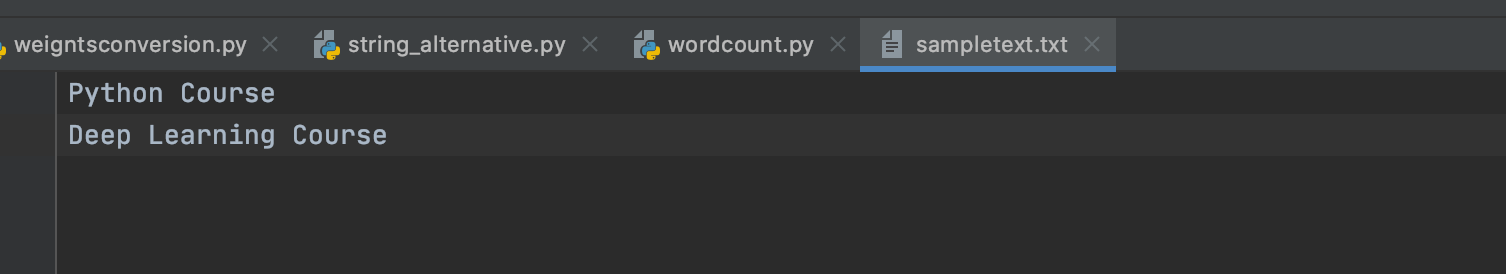 weigntsconversion.py string_alternative.py wordcount.py sampletext.txt
Python Course
Deep Learning Course